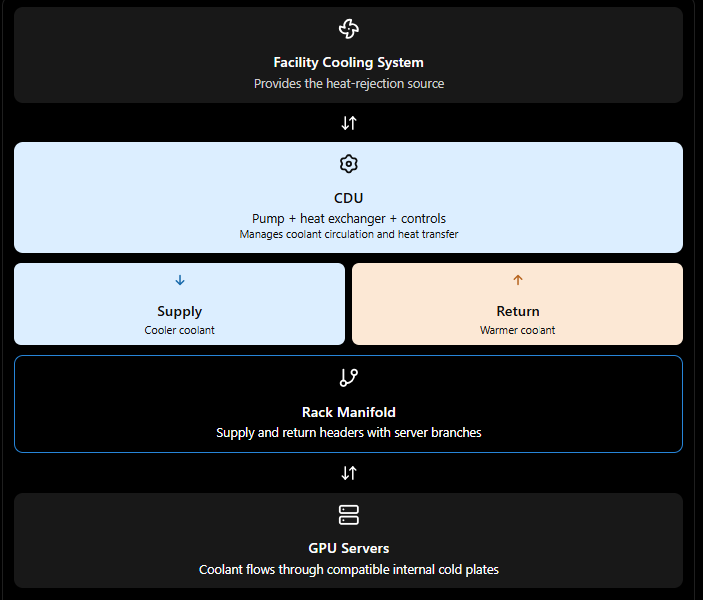 Facility Cooling System
Provides the heat-rejection source
CDU
Pump + heat exchanger + controls
Manages coolant circulation and heat transfer
Supply
Cooler coolant
Return
Warmer coolant
Rack Manifold
Supply and return headers with server branches
GPU Servers
Coolant flows through compatible internal cold plates